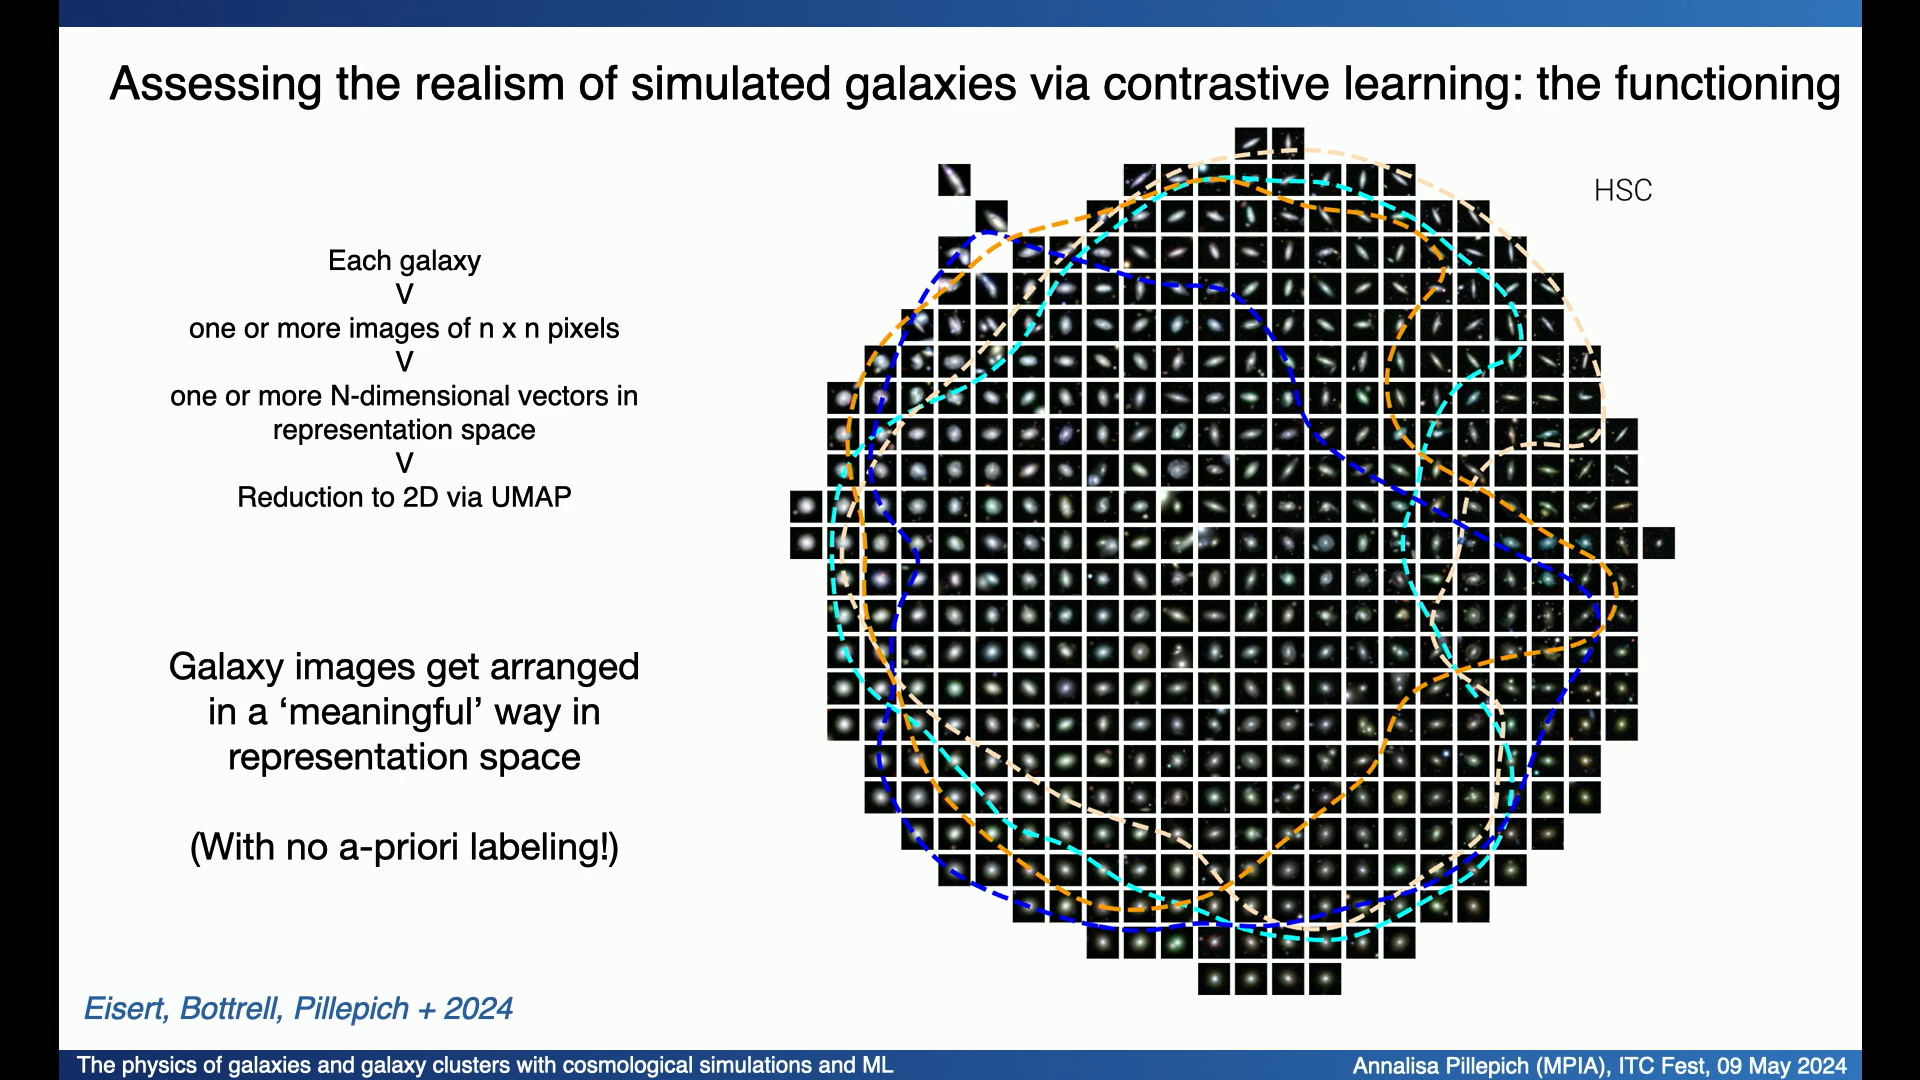 Assessing the realism of simulated galaxies via contrastive learning: the functioning
HSC
Each galaxy
V
one or more images of n x n pixels
V
one or more N-dimensional vectors in
representation space
V
Reduction to 2D via UMAP
Galaxy images get arranged
in a ‘meaningful’ way in
representation space
(With no a-priori labeling!)
Eisert, Bottrell, Pillepich + 2024
The physics of galaxies and galaxy clusters with cosmological simulations and ML
Annalisa Pillepich (MPIA), ITC Fest, 09 May 2024